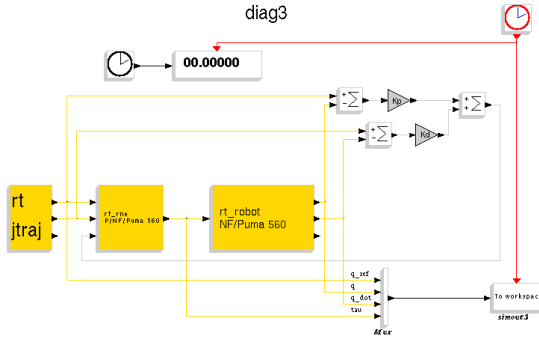 diag3
00.00000
+
−
Σ
Kp
+
+
Σ
+
−
Σ
Kd
rt
jtraj
rt_rne
P/NF/Puma 560
rt_robot
NF/Puma 560
q_ref
q
q_dot
tau
Mux
To workspac
simout3